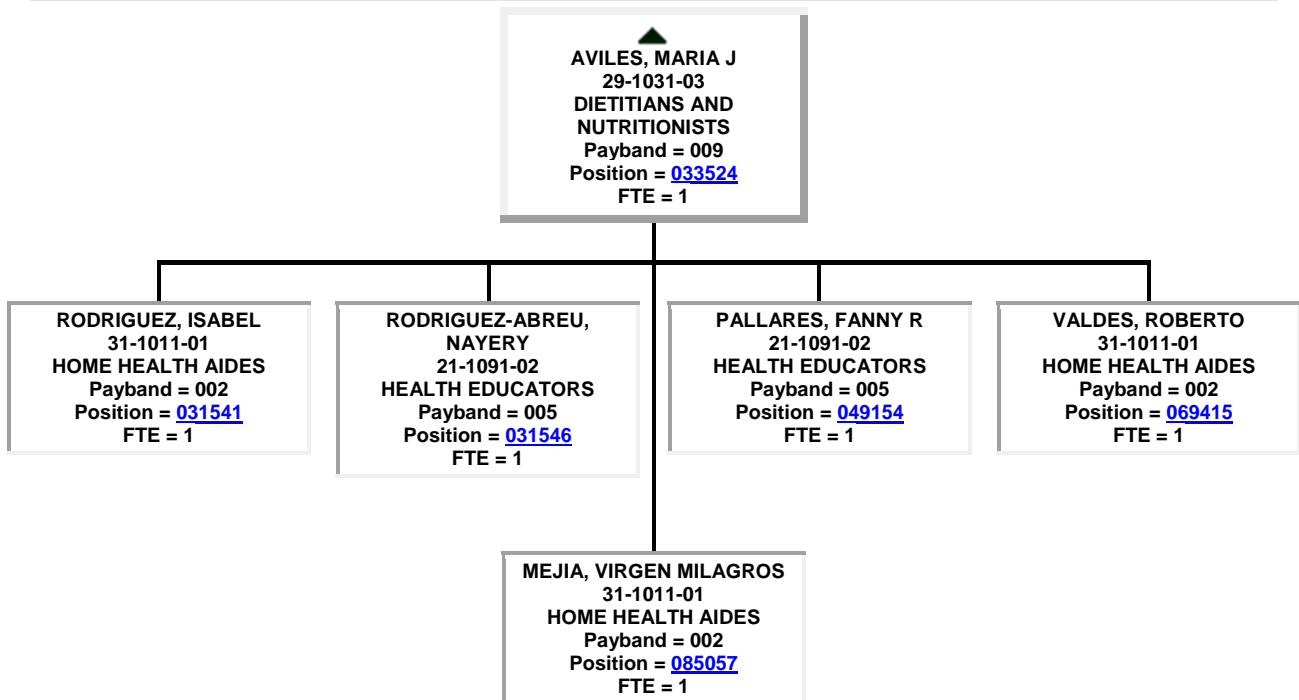 AVILES, MARIA J
29-1031-03
DIETITIANS AND
NUTRITIONISTS
Payband = 009
Position = 033524
FTE = 1
RODRIGUEZ, ISABEL
31-1011-01
HOME HEALTH AIDES
Payband = 002
Position = 031541
FTE = 1
RODRIGUEZ-ABREU,
NAYERY
21-1091-02
HEALTH EDUCATORS
Payband = 005
Position = 031546
FTE = 1
PALLARES, FANNY R
21-1091-02
HEALTH EDUCATORS
Payband = 005
Position = 049154
FTE = 1
VALDES, ROBERTO
31-1011-01
HOME HEALTH AIDES
Payband = 002
Position = 069415
FTE = 1
MEJIA, VIRGEN MILAGROS
31-1011-01
HOME HEALTH AIDES
Payband = 002
Position = 085057
FTE = 1